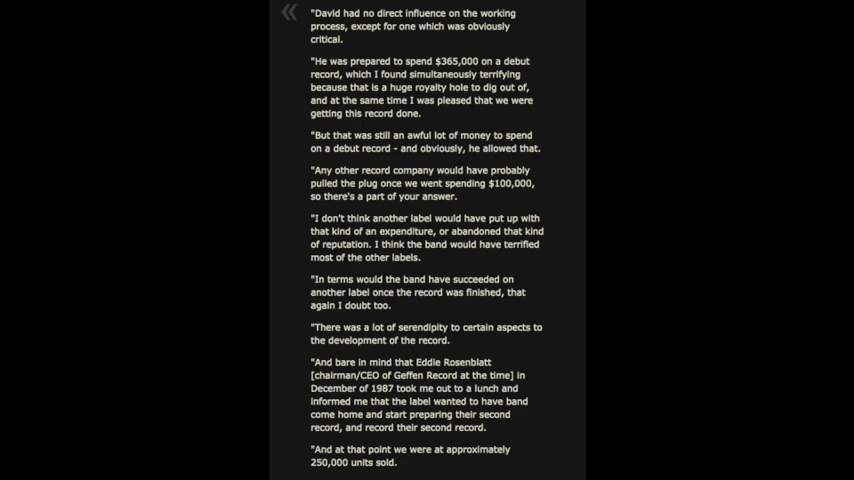 "David had no direct influence on the working
process, except for one which was obviously
critical.
"He was prepared to spend $365,000 on a debut
record, which I found simultaneously terrifying
because that is a huge royalty hole to dig out of,
and at the same time I was pleased that we were
getting this record done.
"But that was still an awful lot of money to spend
on a debut record - and obviously, he allowed that.
"Any other record company would have probably
pulled the plug once we went spending $100,000,
so there's a part of your answer.
"I don't think another label would have put up with
that kind of an expenditure, or abandoned that kind
of reputation. I think the band would have terrified
most of the other labels.
"In terms would the band have succeeded on
another label once the record was finished, that
again I doubt too.
"There was a lot of serendipity to certain aspects to
the development of the record.
"And bare in mind that Eddie Rosenblatt
[chairman/CEO of Geffen Record at the time] in
December of 1987 took me out to a lunch and
informed me that the label wanted to have band
come home and start preparing their second
record, and record their second record.
"And at that point we were at approximately
250,000 units sold.